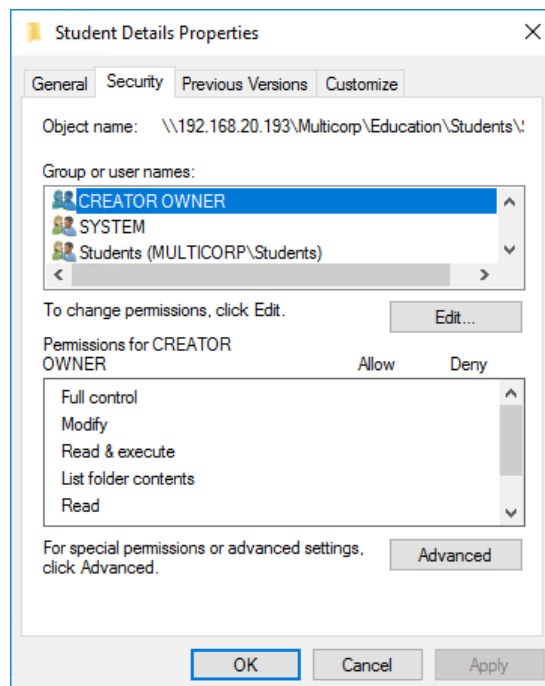 Student Details Properties
General Security Previous Versions Customize
Object name: \\192.168.20.193\Multicorp\Education\Students\
Group or user names:
CREATOR OWNER
SYSTEM
Students (MULTICORP\Students)
To change permissions, click Edit.
Edit...
Permissions for CREATOR
OWNER Allow Deny
Full control
Modify
Read & execute
List folder contents
Read
For special permissions or advanced settings,
click Advanced.
Advanced
OK Cancel Apply